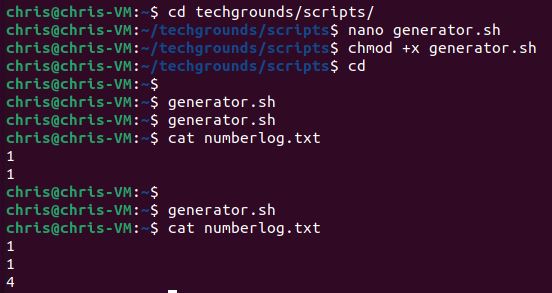 chris@chris-VM:~$ cd techgrounds/scripts/
chris@chris-VM:~/techgrounds/scripts$ nano generator.sh
chris@chris-VM:~/techgrounds/scripts$ chmod +x generator.sh
chris@chris-VM:~/techgrounds/scripts$ cd
chris@chris-VM:~$
chris@chris-VM:~$ generator.sh
chris@chris-VM:~$ generator.sh
chris@chris-VM:~$ cat numberlog.txt
1
1
chris@chris-VM:~$
chris@chris-VM:~$ generator.sh
chris@chris-VM:~$ cat numberlog.txt
1
1
4